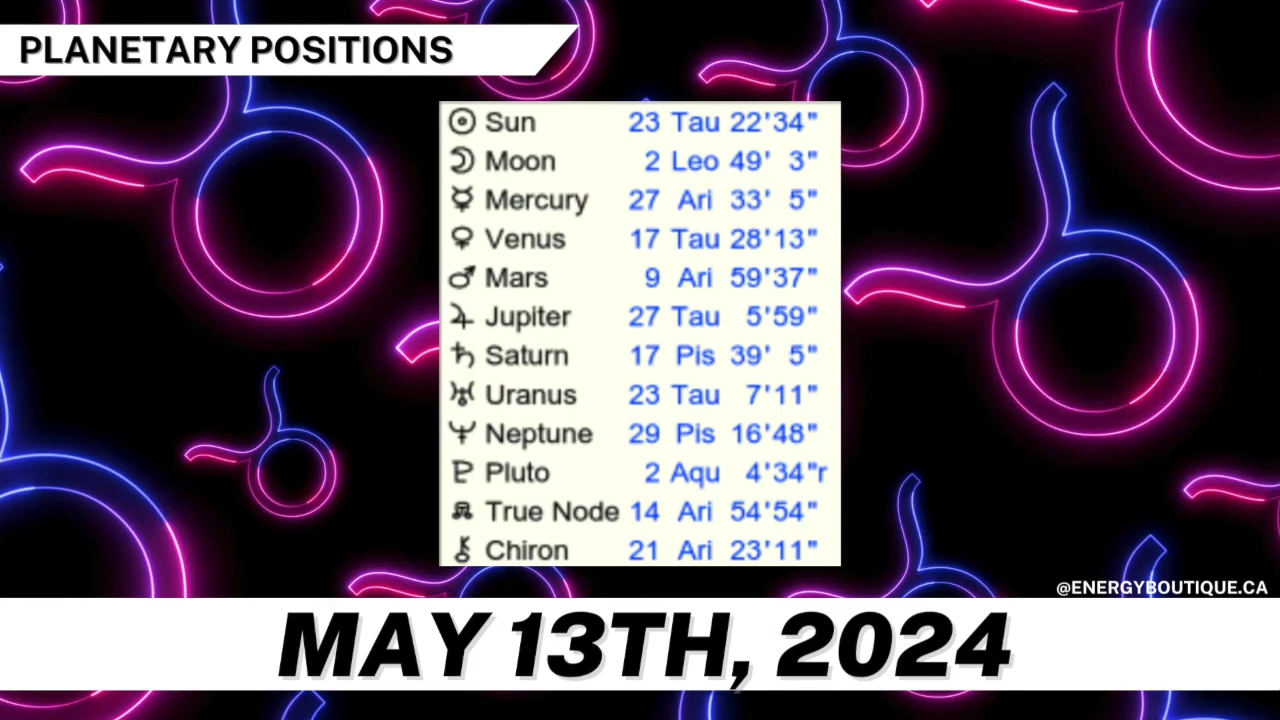 PLANETARY POSITIONS
Sun 23 Tau 22'34"
Moon 2 Leo 49' 3"
Mercury 27 Ari 33' 5"
Venus 17 Tau 28'13"
Mars 9 Ari 59'37"
Jupiter 27 Tau 5'59"
Saturn 17 Pis 39' 5"
Uranus 23 Tau 7'11"
Neptune 29 Pis 16'48"
Pluto 2 Aqu 4'34"r
True Node 14 Ari 54'54"
Chiron 21 Ari 23'11"
@ENERGYBOUTIQUE.CA
MAY 13TH, 2024